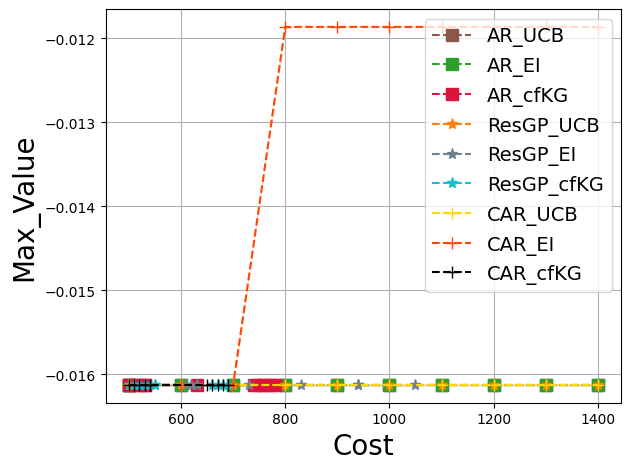 −0.012
−0.013
−0.014
−0.015
−0.016
Max_Value
AR_UCB
AR_EI
AR_cfKG
ResGP_UCB
ResGP_EI
ResGP_cfKG
CAR_UCB
CAR_EI
CAR_cfKG
600 800 1000 1200 1400
Cost